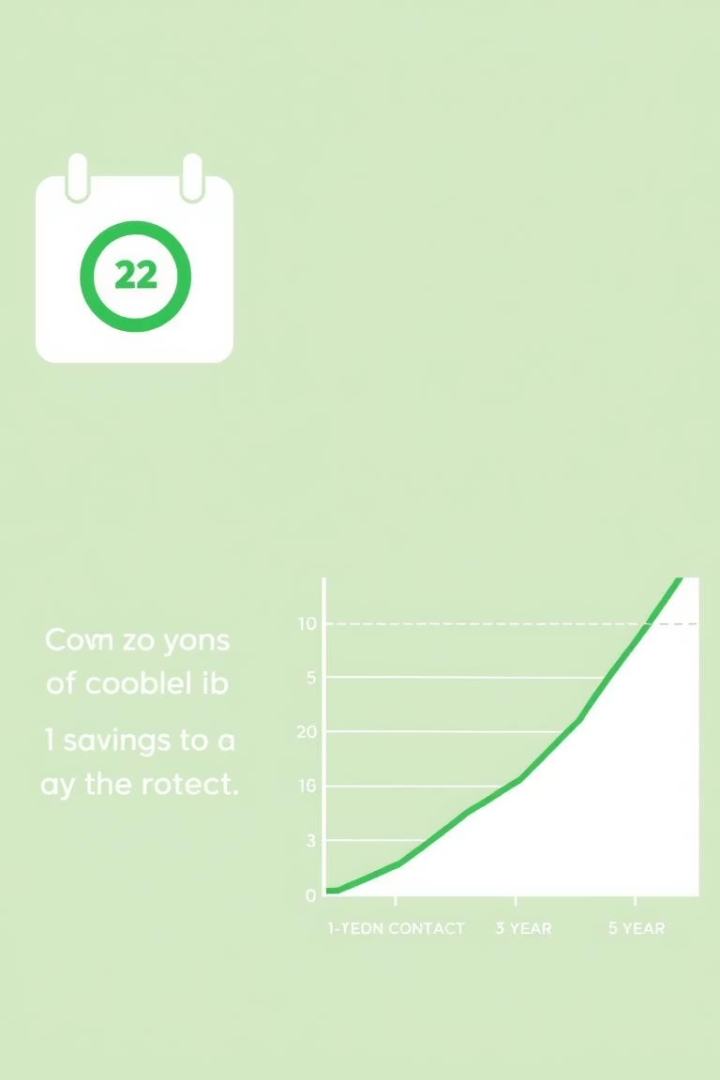 22
Covn zo yons
of cooblel ib
1 savings to a
ay the rotect.
10
5
20
16
3
0
1-YEDN CONTACT 3 YEAR 5 YEAR